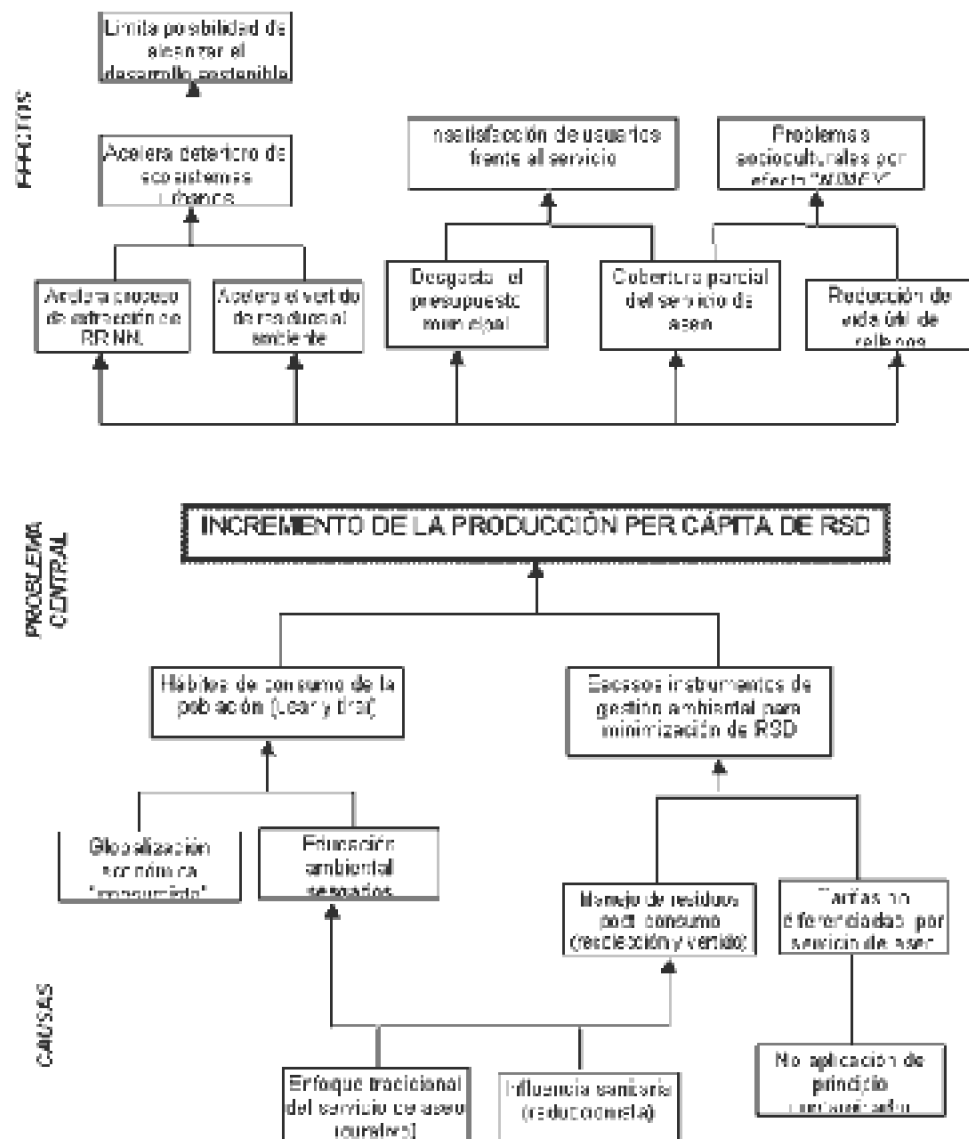 EFECTOS
Limita posibilidad de
alcanzar el
desarrollo sostenible
Acelera deterioro de
ecosistemas
urbanos
Insatisfacción de usuarios
frente al servicio
Problemas
socioculturales por
efecto
Acelera proceso
de extracción de
RRNN.
Acelera el vertido
de residuos al
ambiente
Desgasta el
presupuesto
municipal
Cobertura parcial
del servicio de
aseo
Reducción de
vida útil de
rellenos
PROBLEMA
CENTRAL
INCREMENTO DE LA PRODUCCIÓN PER CÁPITA DE RSD
Hábitos de consumo de la
población (usar y tirar)
Escasos instrumentos de
gestión ambiental para
minimización de RSD
Globalización
económica
"consumista"
Educación
ambiental
sesgados
Manejo de residuos
post consumo
(recolección y vertido)
Tarifas no
diferenciadas por
servicio de aseo
CAUSAS
Enfoque tradicional
del servicio de aseo
(curativo)
Influencia sanitaria
(reduccionista)
No aplicación de
principio